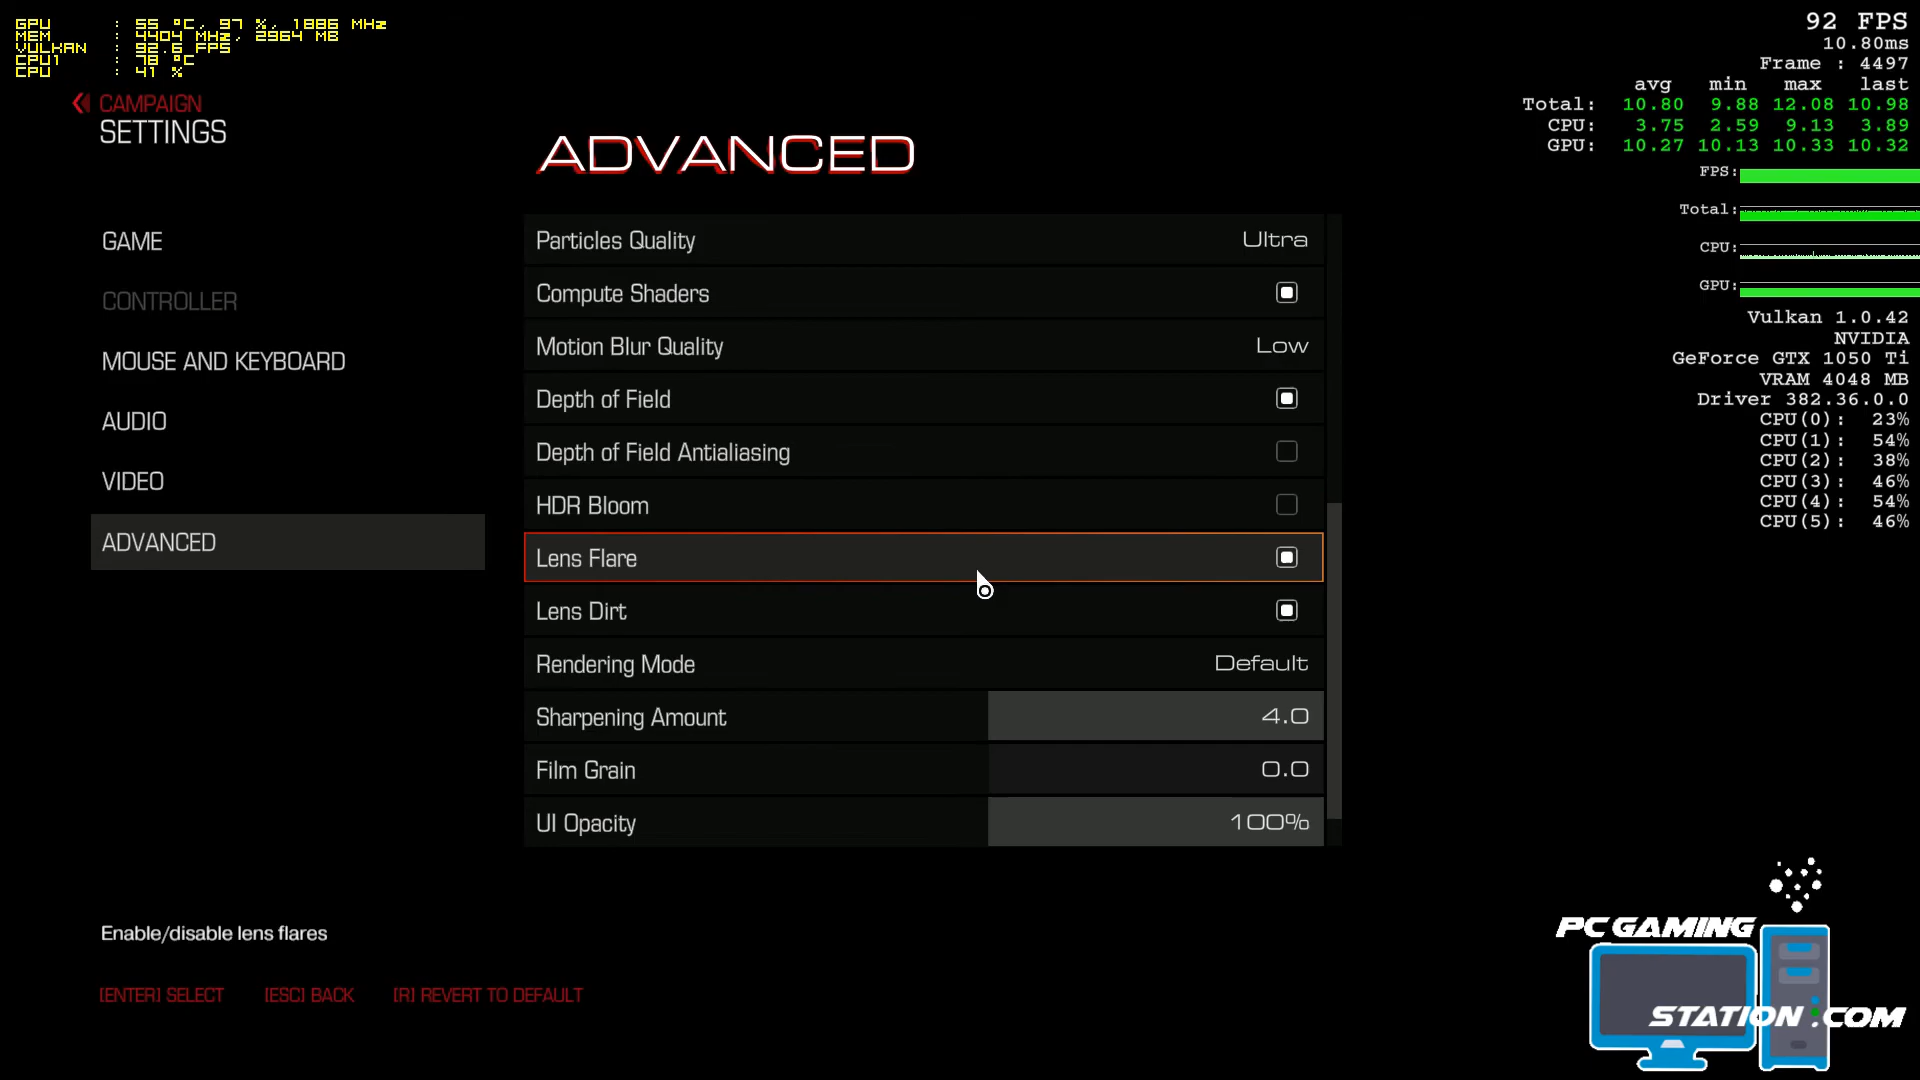 GPU : 55 °C, 97 %, 1886 MHz
MEM : 4404 MHz, 2964 MB
VULKAN : 92.6 FPS
CPU1 : 78 °C
CPU : 41 %
CAMPAIGN
SETTINGS
GAME
CONTROLLER
MOUSE AND KEYBOARD
AUDIO
VIDEO
ADVANCED
ADVANCED
Particles Quality Ultra
Compute Shaders
Motion Blur Quality Low
Depth of Field
Depth of Field Antialiasing
HDR Bloom
Lens Flare
Lens Dirt
Rendering Mode Default
Sharpening Amount 4.0
Film Grain 0.0
UI Opacity 100%
Enable/disable lens flares
[ENTER] SELECT [ESC] BACK [R] REVERT TO DEFAULT
92 FPS
10.80ms
Frame : 4497
avg min max last
Total: 10.80 9.88 12.08 10.98
CPU: 3.75 2.59 9.13 3.89
GPU: 10.27 10.13 10.33 10.32
FPS:
Total:
CPU:
GPU:
Vulkan 1.0.42
NVIDIA
GeForce GTX 1050 Ti
VRAM 4048 MB
Driver 382.36.0.0
CPU(0): 23%
CPU(1): 54%
CPU(2): 38%
CPU(3): 46%
CPU(4): 54%
CPU(5): 46%
PC GAMING
STATION.COM